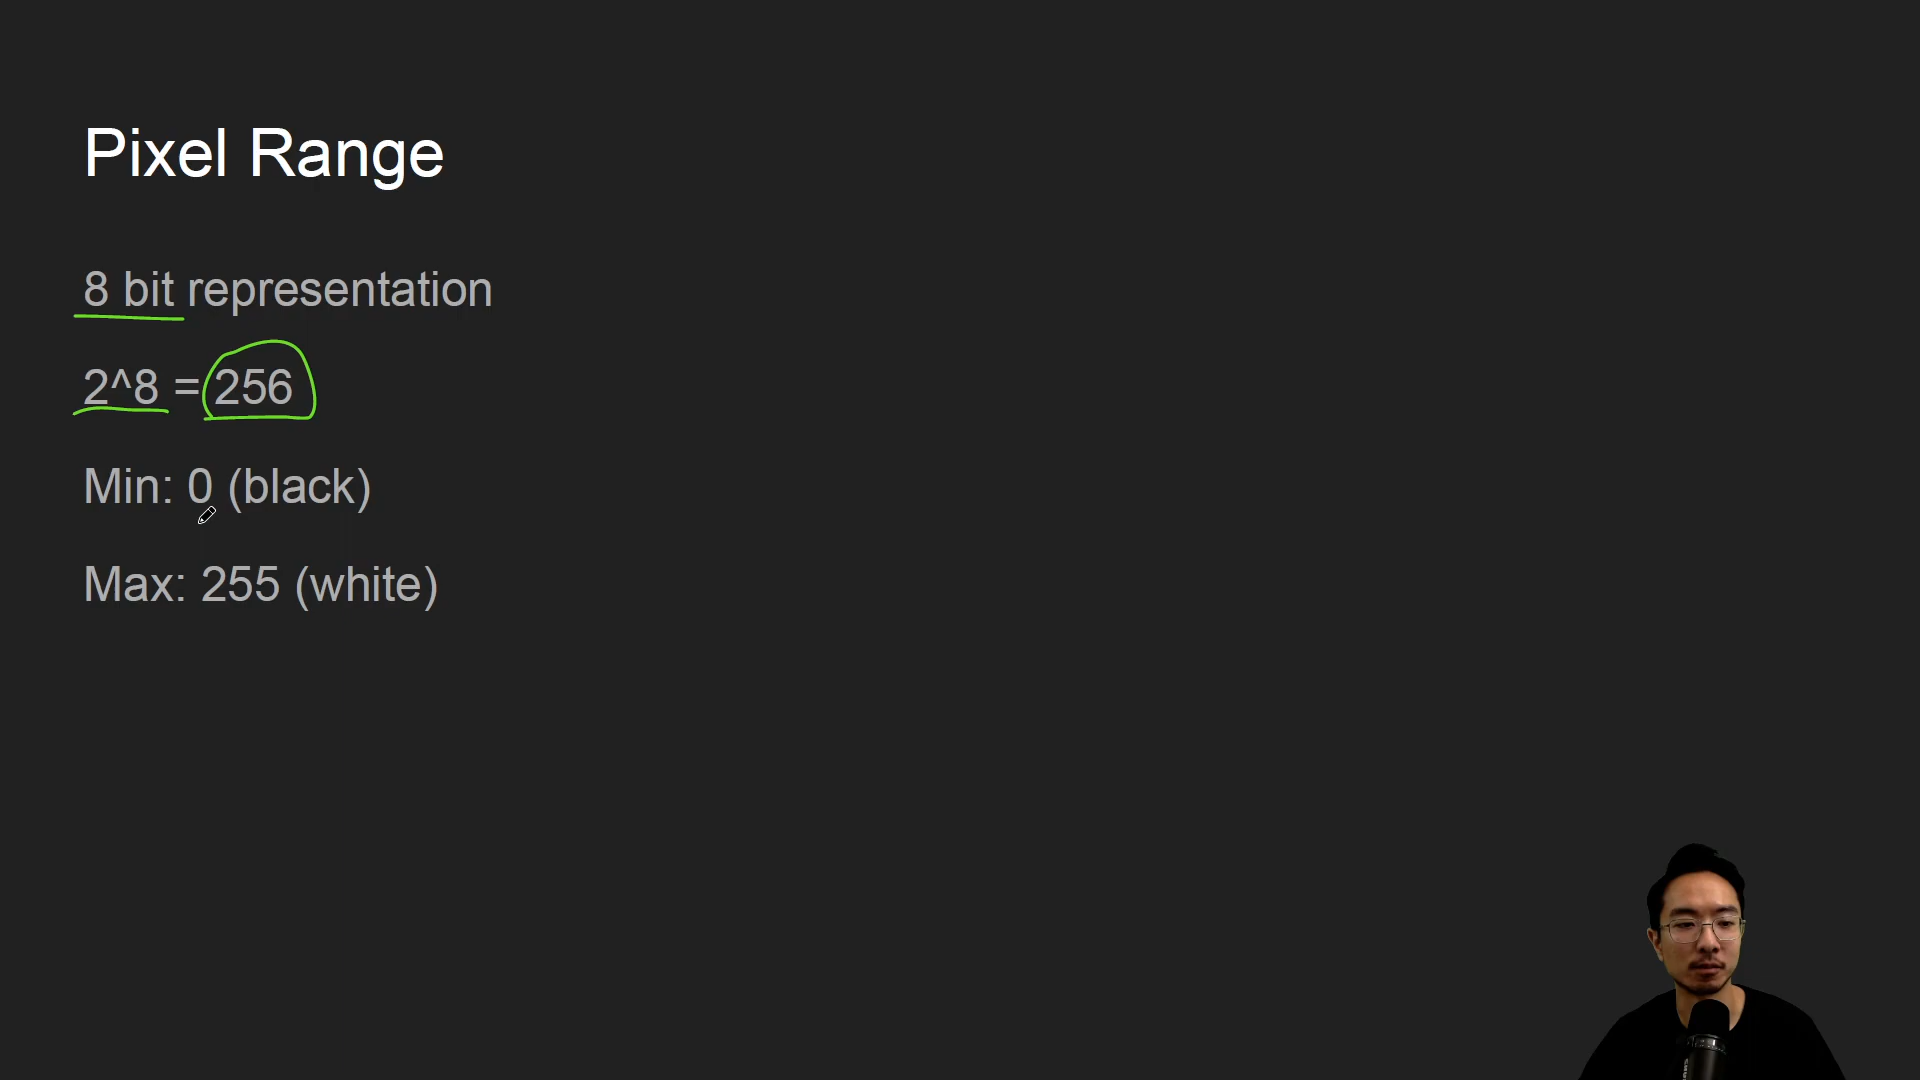 Pixel Range
8 bit representation
2^8 = 256
Min: 0 (black)
Max: 255 (white)